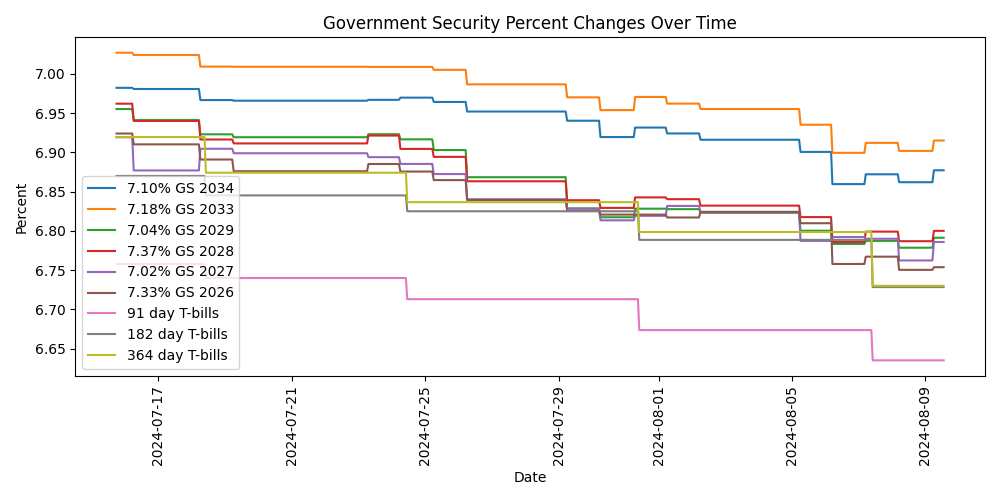 Government Security Percent Changes Over Time
Percent
7.00
6.95
6.90
6.85
6.80
6.75
6.70
6.65
7.10% GS 2034
7.18% GS 2033
7.04% GS 2029
7.37% GS 2028
7.02% GS 2027
7.33% GS 2026
91 day T-bills
182 day T-bills
364 day T-bills
2024-07-17
2024-07-21
2024-07-25
2024-07-29
2024-08-01
2024-08-05
2024-08-09
Date